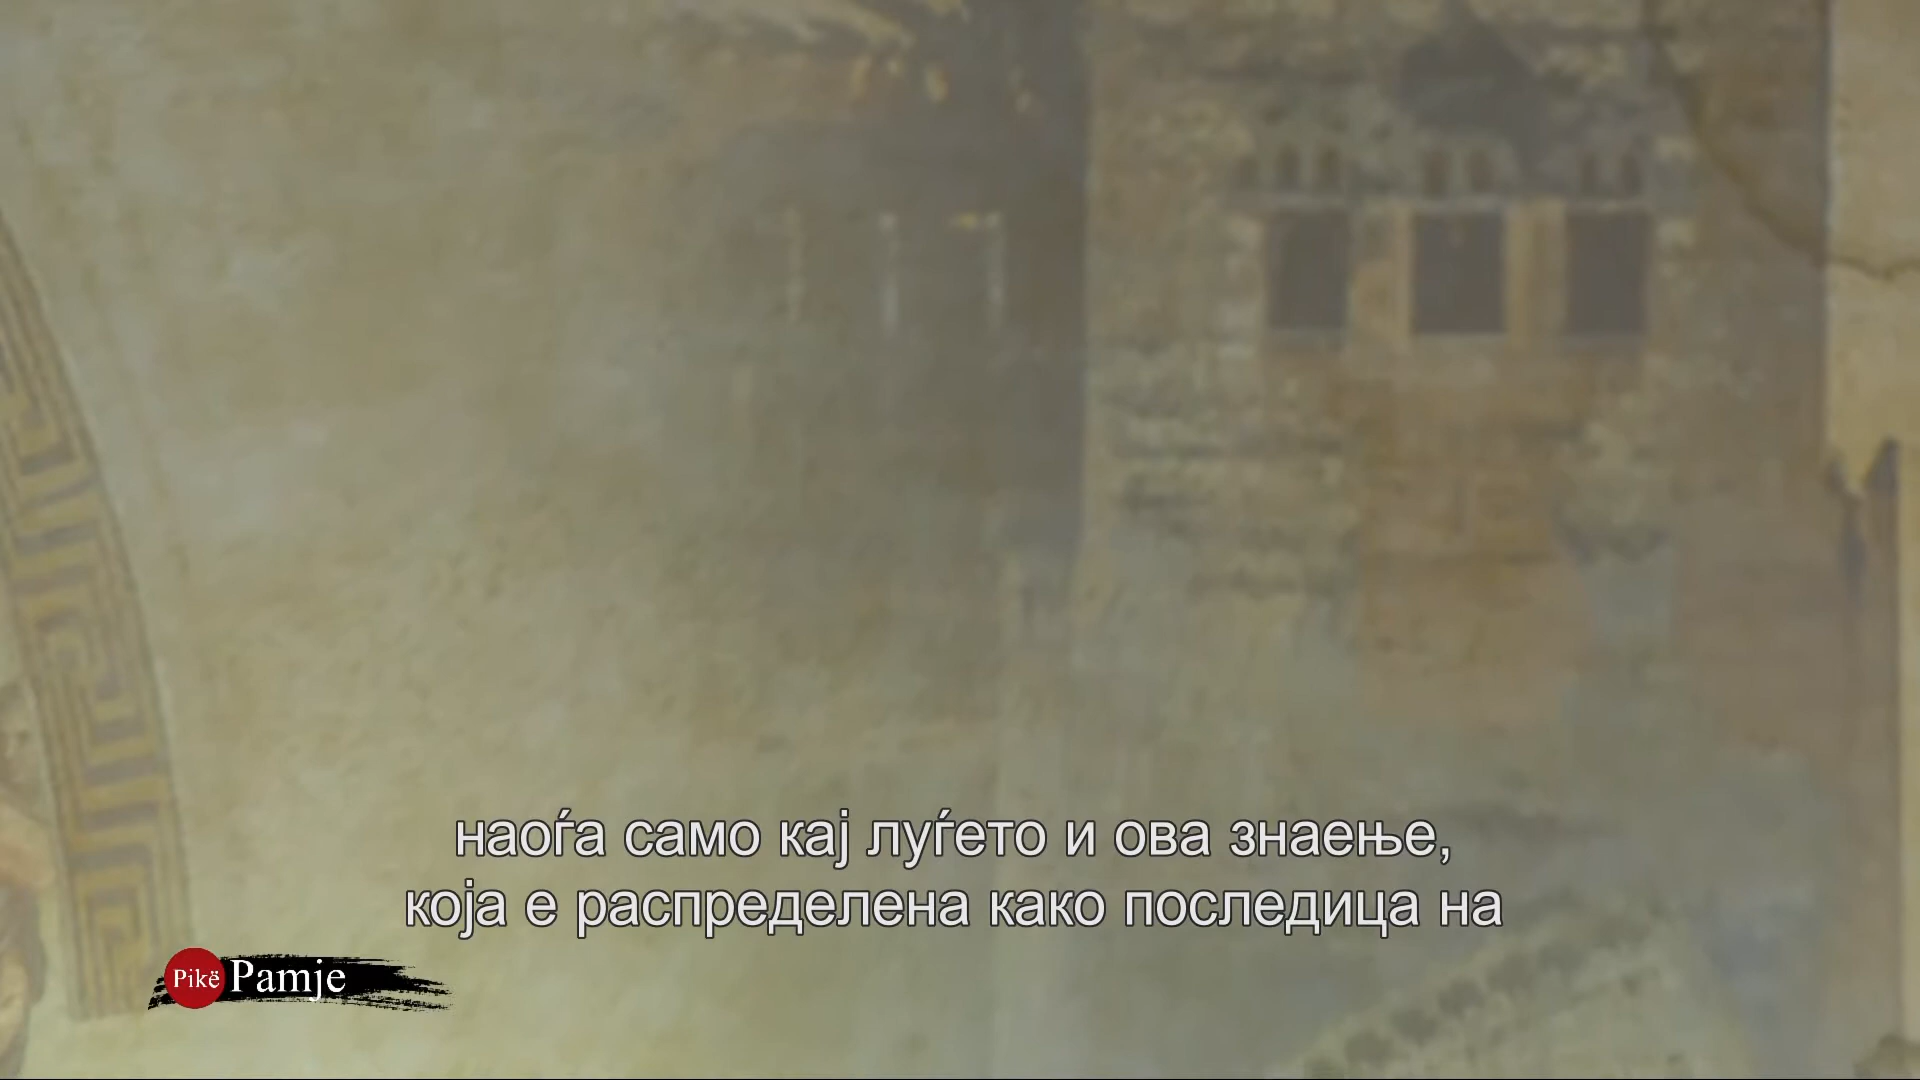 наоѓа само кај луѓето и ова знаење,
која е распределена како последица на
Pikë Pamje